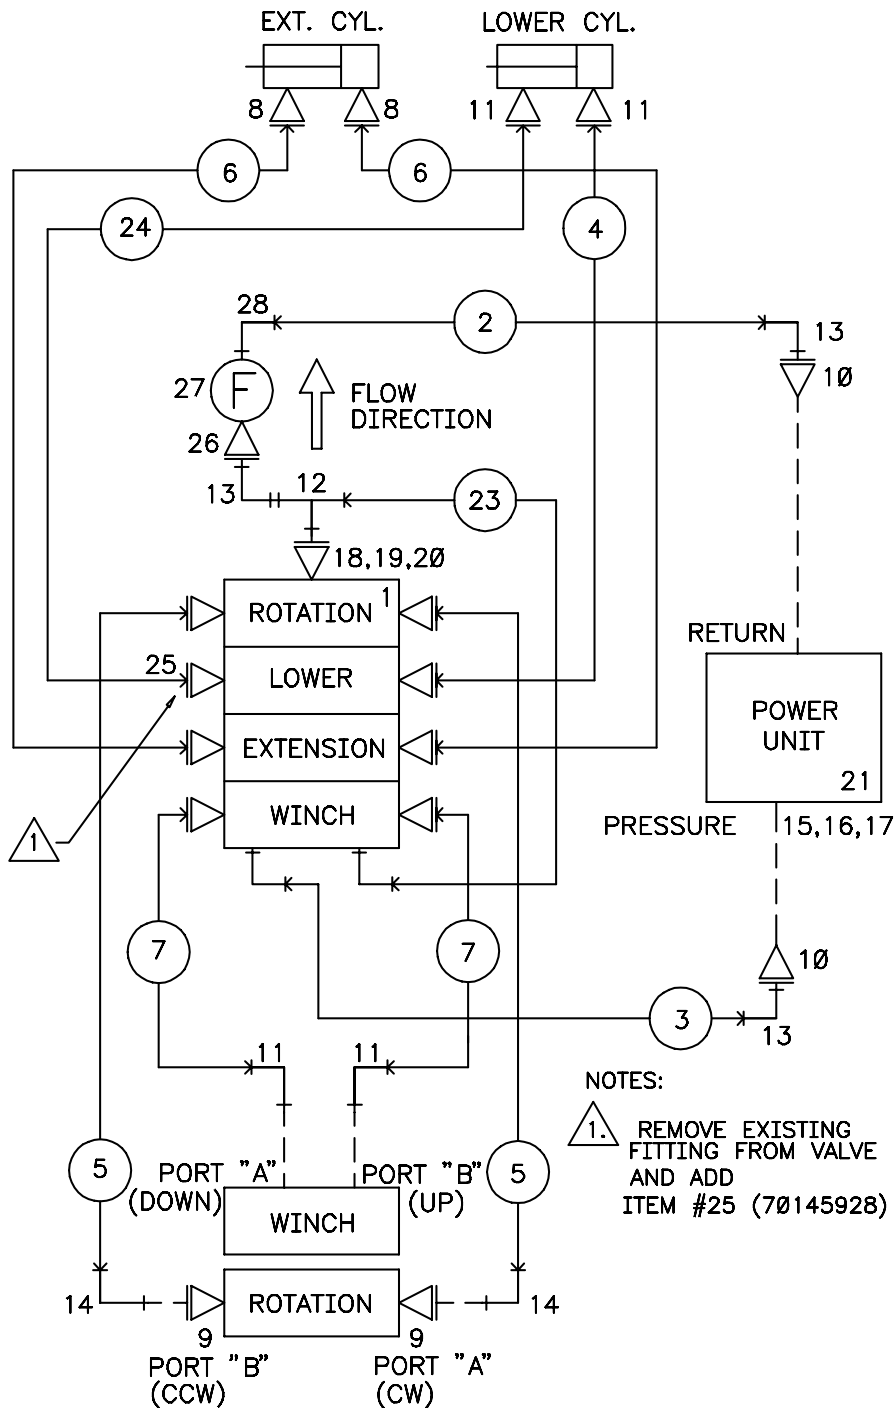 EXT. CYL. LOWER CYL.
8 8 11 11
6 6
24 4
28 2 13
10
27 F FLOW
DIRECTION
26
13 12 23
18,19,20
ROTATION 1
RETURN
25 LOWER
POWER
UNIT
EXTENSION
21
WINCH
1 PRESSURE 15,16,17
7 7 10
3
13
11 11
NOTES:
1. REMOVE EXISTING
FITTING FROM VALVE
AND ADD
ITEM #25 (70145928)
5 5
PORT "A" PORT "B"
(DOWN) (UP)
WINCH
14 ROTATION 14
9 9
PORT "B" PORT "A"
(CCW) (CW)